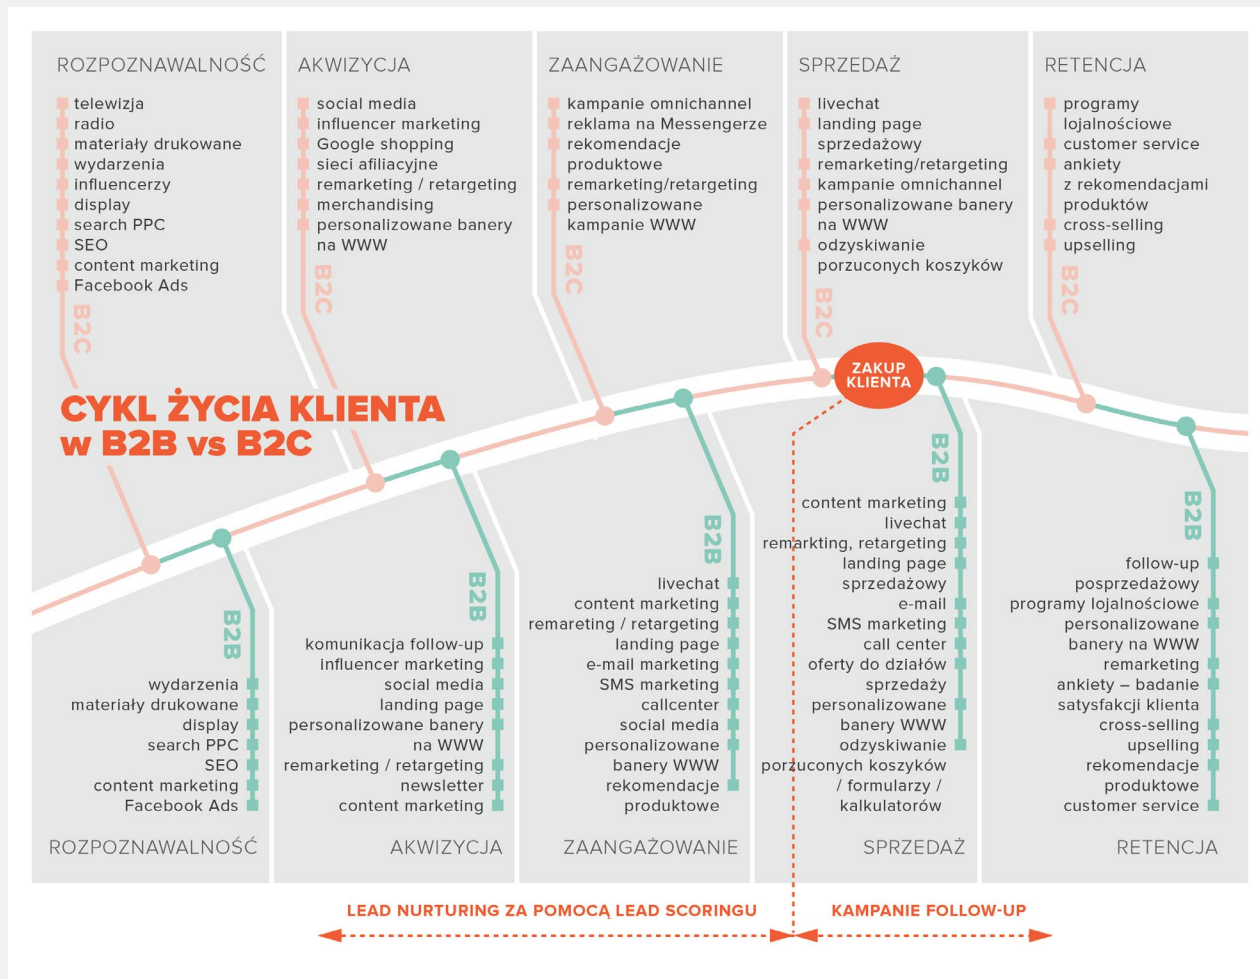 ROZPOZNAWALNOŚĆ
telewizja
radio
materiały drukowane
wydarzenia
influencerzy
display
search PPC
SEO
content marketing
Facebook Ads
B2C
AKWIZYCJA
social media
influencer marketing
Google shopping
sieci afiliacyjne
remarketing / retargeting
merchandising
personalizowane banery
na WWW
B2C
ZAANGAŻOWANIE
kampanie omnichannel
reklama na Messengerze
rekomendacje
produktowe
remarketing/retargeting
personalizowane
kampanie WWW
B2C
SPRZEDAŻ
livechat
landing page
sprzedażowy
remarketing/retargeting
kampanie omnichannel
personalizowane banery
na WWW
odzyskiwanie
porzuconych koszyków
B2C
RETENCJA
programy
lojalnościowe
customer service
ankiety
z rekomendacjami
produktów
cross-selling
upselling
B2C
ZAKUP
KLIENTA
CYKL ŻYCIA KLIENTA
w B2B vs B2C
B2B
wydarzenia
materiały drukowane
display
search PPC
SEO
content marketing
Facebook Ads
ROZPOZNAWALNOŚĆ
B2B
komunikacja follow-up
influencer marketing
social media
landing page
personalizowane banery
na WWW
remarketing / retargeting
newsletter
content marketing
AKWIZYCJA
B2B
livechat
content marketing
remareting / retargeting
landing page
e-mail marketing
SMS marketing
callcenter
social media
personalizowane
banery WWW
rekomendacje
produktowe
ZAANGAŻOWANIE
B2B
content marketing
livechat
remarkting, retargeting
landing page
sprzedażowy
e-mail
SMS marketing
call center
oferty do działów
sprzedaży
personalizowane
banery WWW
odzyskiwanie
porzuconych koszyków
/ formularzy /
kalkulatorów
SPRZEDAŻ
B2B
follow-up
posprzedażowy
programy lojalnościowe
personalizowane
banery na WWW
remarketing
ankiety – badanie
satysfakcji klienta
cross-selling
upselling
rekomendacje
produktowe
customer service
RETENCJA
LEAD NURTURING ZA POMOCĄ LEAD SCORINGU
KAMPANIE FOLLOW-UP